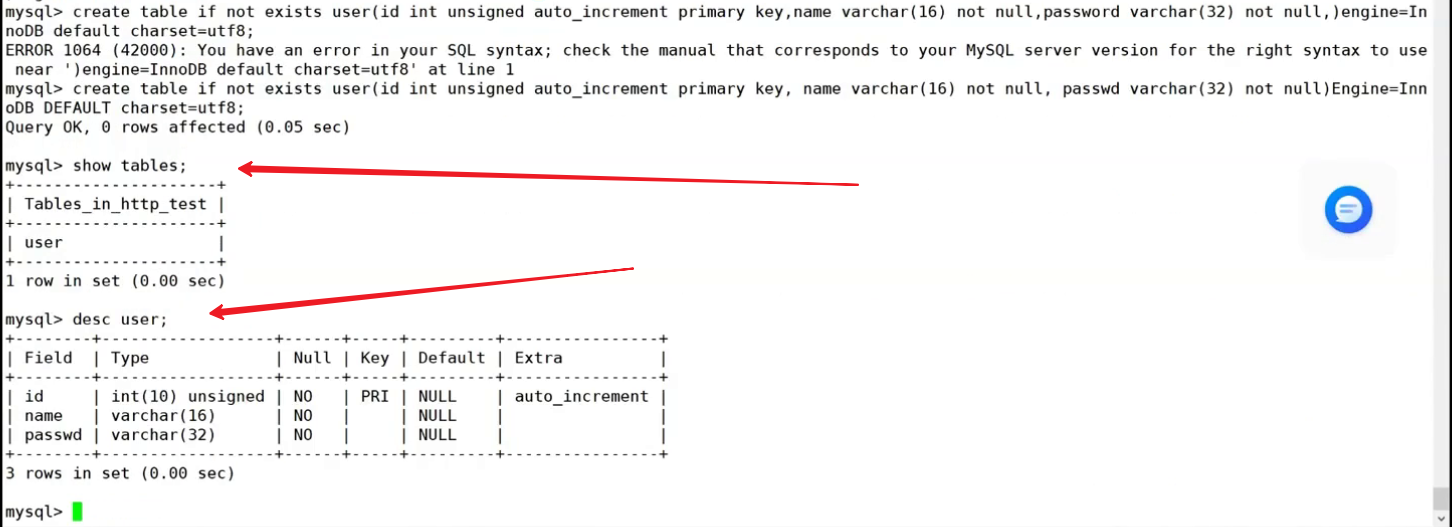 mysql> create table if not exists user(id int unsigned auto_increment primary key,name varchar(16) not null,password varchar(32) not null,)engine=In
noDB default charset=utf8;
ERROR 1064 (42000): You have an error in your SQL syntax; check the manual that corresponds to your MySQL server version for the right syntax to use
 near ')engine=InnoDB default charset=utf8' at line 1
mysql> create table if not exists user(id int unsigned auto_increment primary key, name varchar(16) not null, passwd varchar(32) not null)Engine=Inn
oDB DEFAULT charset=utf8;
Query OK, 0 rows affected (0.05 sec)
mysql> show tables;
+---------------------+
| Tables_in_http_test |
+---------------------+
| user                |
+---------------------+
1 row in set (0.00 sec)
mysql> desc user;
+--------+------------------+------+-----+---------+----------------+
| Field  | Type             | Null | Key | Default | Extra          |
+--------+------------------+------+-----+---------+----------------+
| id     | int(10) unsigned | NO   | PRI | NULL    | auto_increment |
| name   | varchar(16)      | NO   |     | NULL    |                |
| passwd | varchar(32)      | NO   |     | NULL    |                |
+--------+------------------+------+-----+---------+----------------+
3 rows in set (0.00 sec)
mysql>